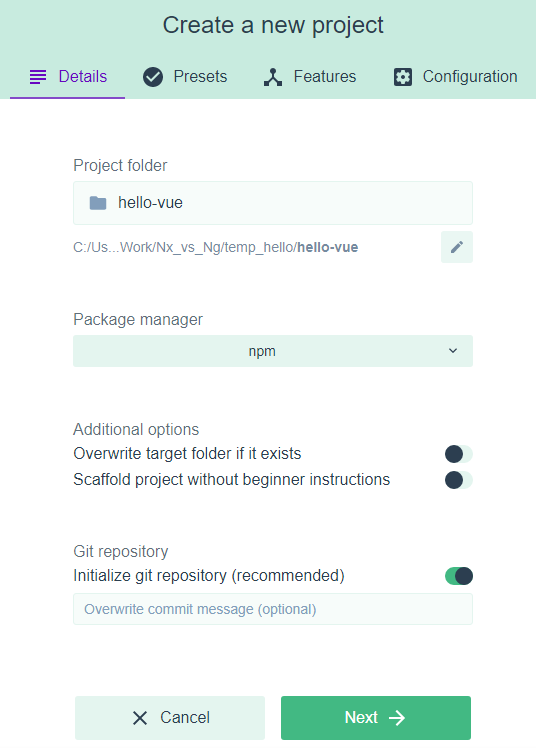 Create a new project
Details Presets Features Configuration
Project folder
hello-vue
C:/Us...Work/Nx_vs_Ng/temp_hello/hello-vue
Package manager
npm
Additional options
Overwrite target folder if it exists
Scaffold project without beginner instructions
Git repository
Initialize git repository (recommended)
Overwrite commit message (optional)
Cancel Next